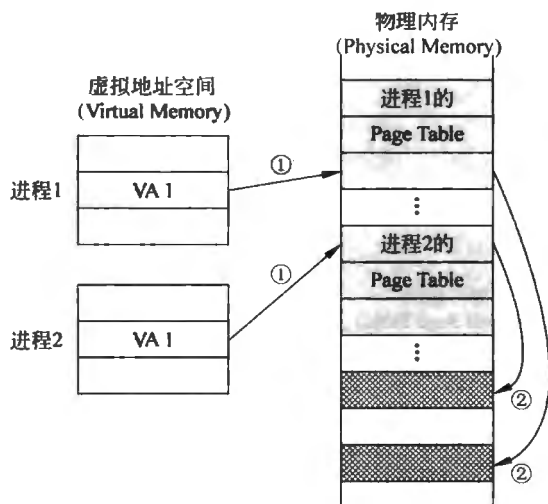 物理内存
(Physical Memory)
虚拟地址空间
(Virtual Memory)
进程1的
Page Table
①
进程1
VA 1
⋮
进程2的
①
Page Table
进程2
VA 1
⋮
②
②